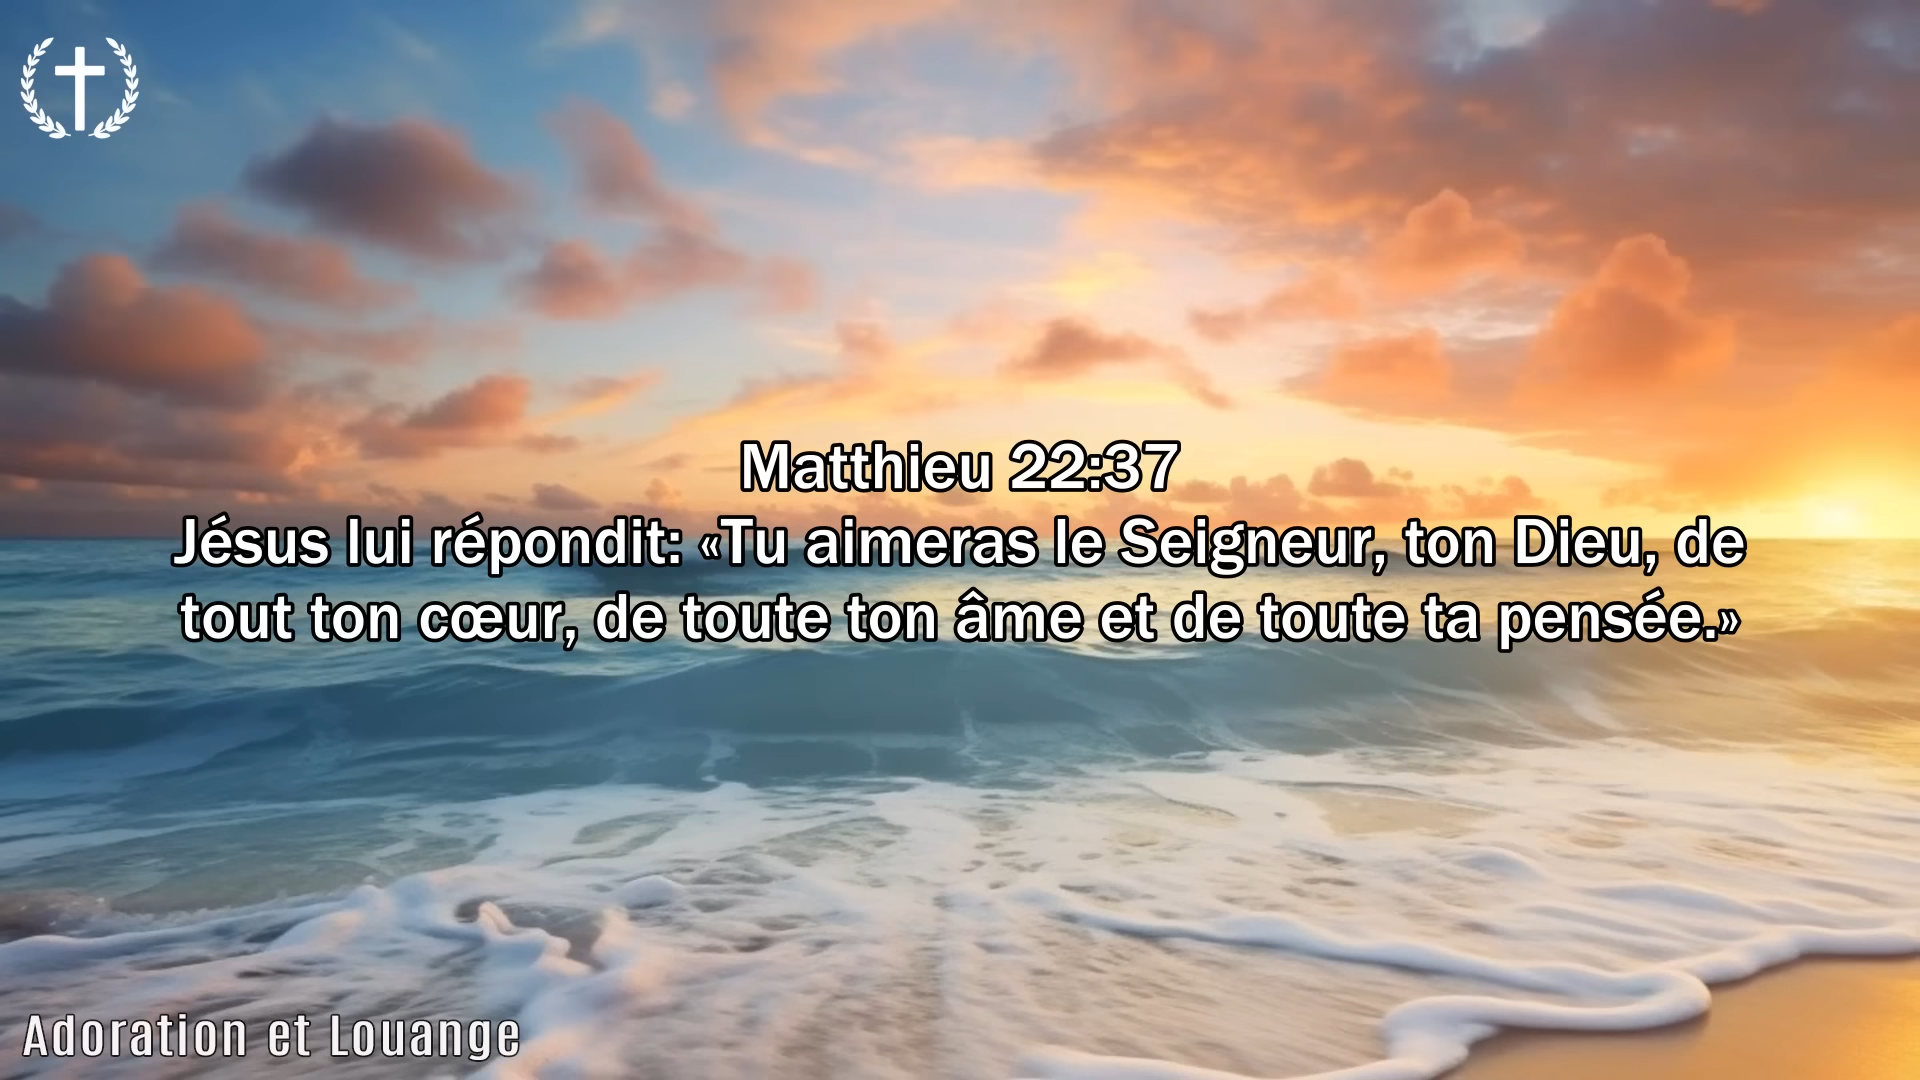 Matthieu 22:37
Jésus lui répondit: «Tu aimeras le Seigneur, ton Dieu, de
tout ton cœur, de toute ton âme et de toute ta pensée.»
Adoration et Louange